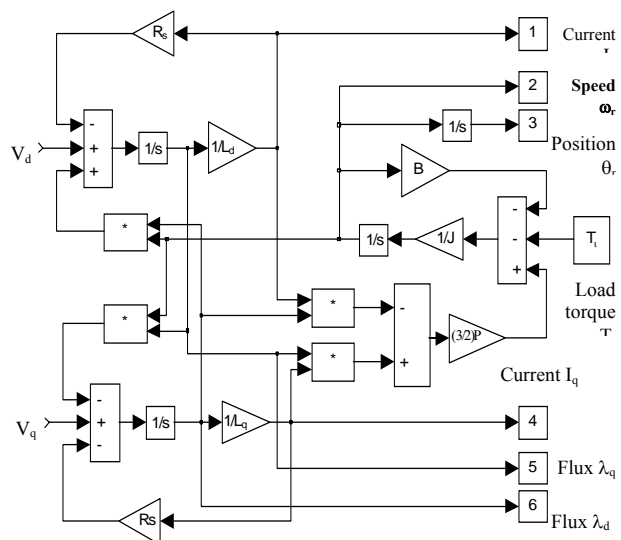 Rs
1
Current
2
Speed
ωr
1/s
3
Position
θr
-
+
+
Vd
1/s
1/Ld
B
*
1/s
1/J
-
-
+
Load
torque
*
*
-
+
(3/2)P
*
Current Iq
-
+
-
Vq
1/s
1/Lq
4
5
Flux λq
Rs
6
Flux λd